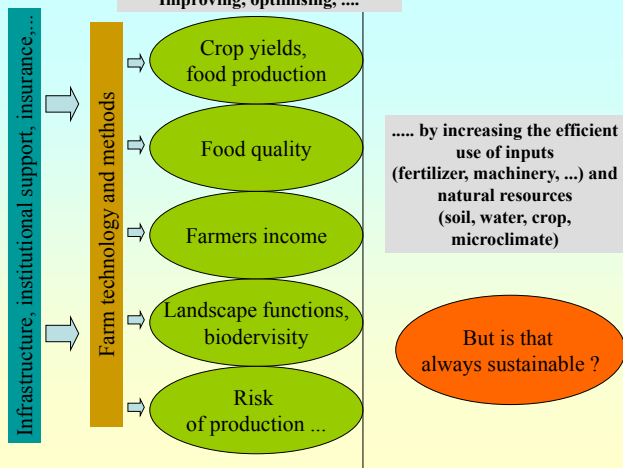 Improving, optimising, ....
Infrastructure, institutional support, insurance,...
Farm technology and methods
Crop yields,
food production
Food quality
Farmers income
Landscape functions,
biodervisity
Risk
of production ...
..... by increasing the efficient
use of inputs
(fertilizer, machinery, ...) and
natural resources
(soil, water, crop,
microclimate)
But is that
always sustainable ?